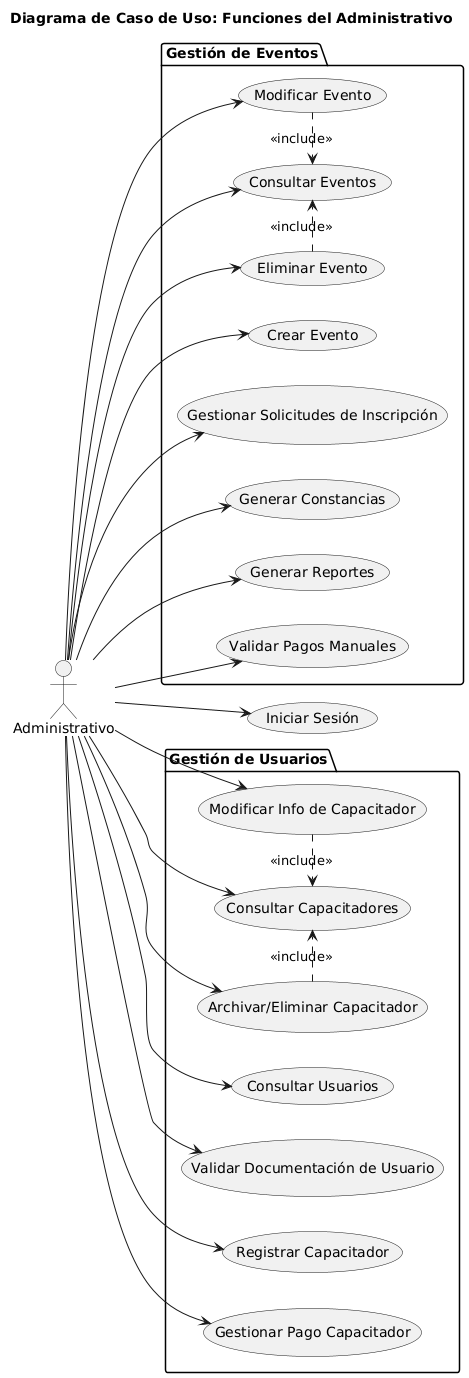 Diagrama de Caso de Uso: Funciones del Administrativo
Gestión de Eventos
Modificar Evento
«include»
Consultar Eventos
«include»
Eliminar Evento
Crear Evento
Gestionar Solicitudes de Inscripción
Generar Constancias
Generar Reportes
Validar Pagos Manuales
Iniciar Sesión
Administrativo
Gestión de Usuarios
Modificar Info de Capacitador
«include»
Consultar Capacitadores
«include»
Archivar/Eliminar Capacitador
Consultar Usuarios
Validar Documentación de Usuario
Registrar Capacitador
Gestionar Pago Capacitador